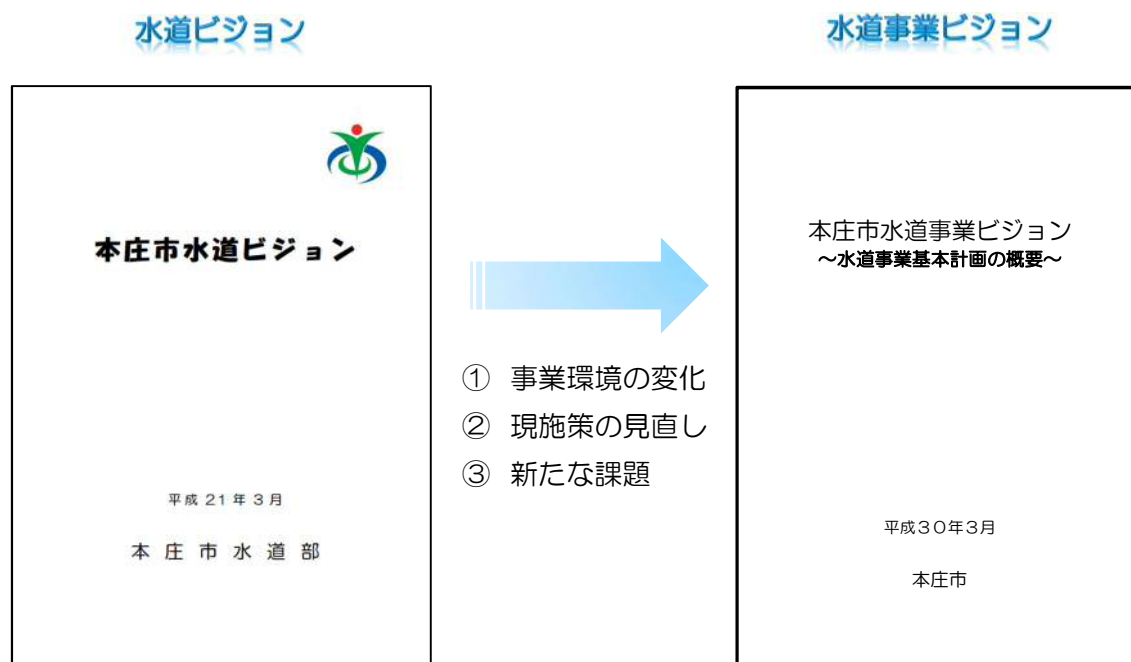 水道ビジョン
本庄市水道ビジョン
平成21年3月
本庄市水道部
① 事業環境の変化
② 現施策の見直し
③ 新たな課題
水道事業ビジョン
本庄市水道事業ビジョン
～水道事業基本計画の概要～
平成３０年３月
本庄市